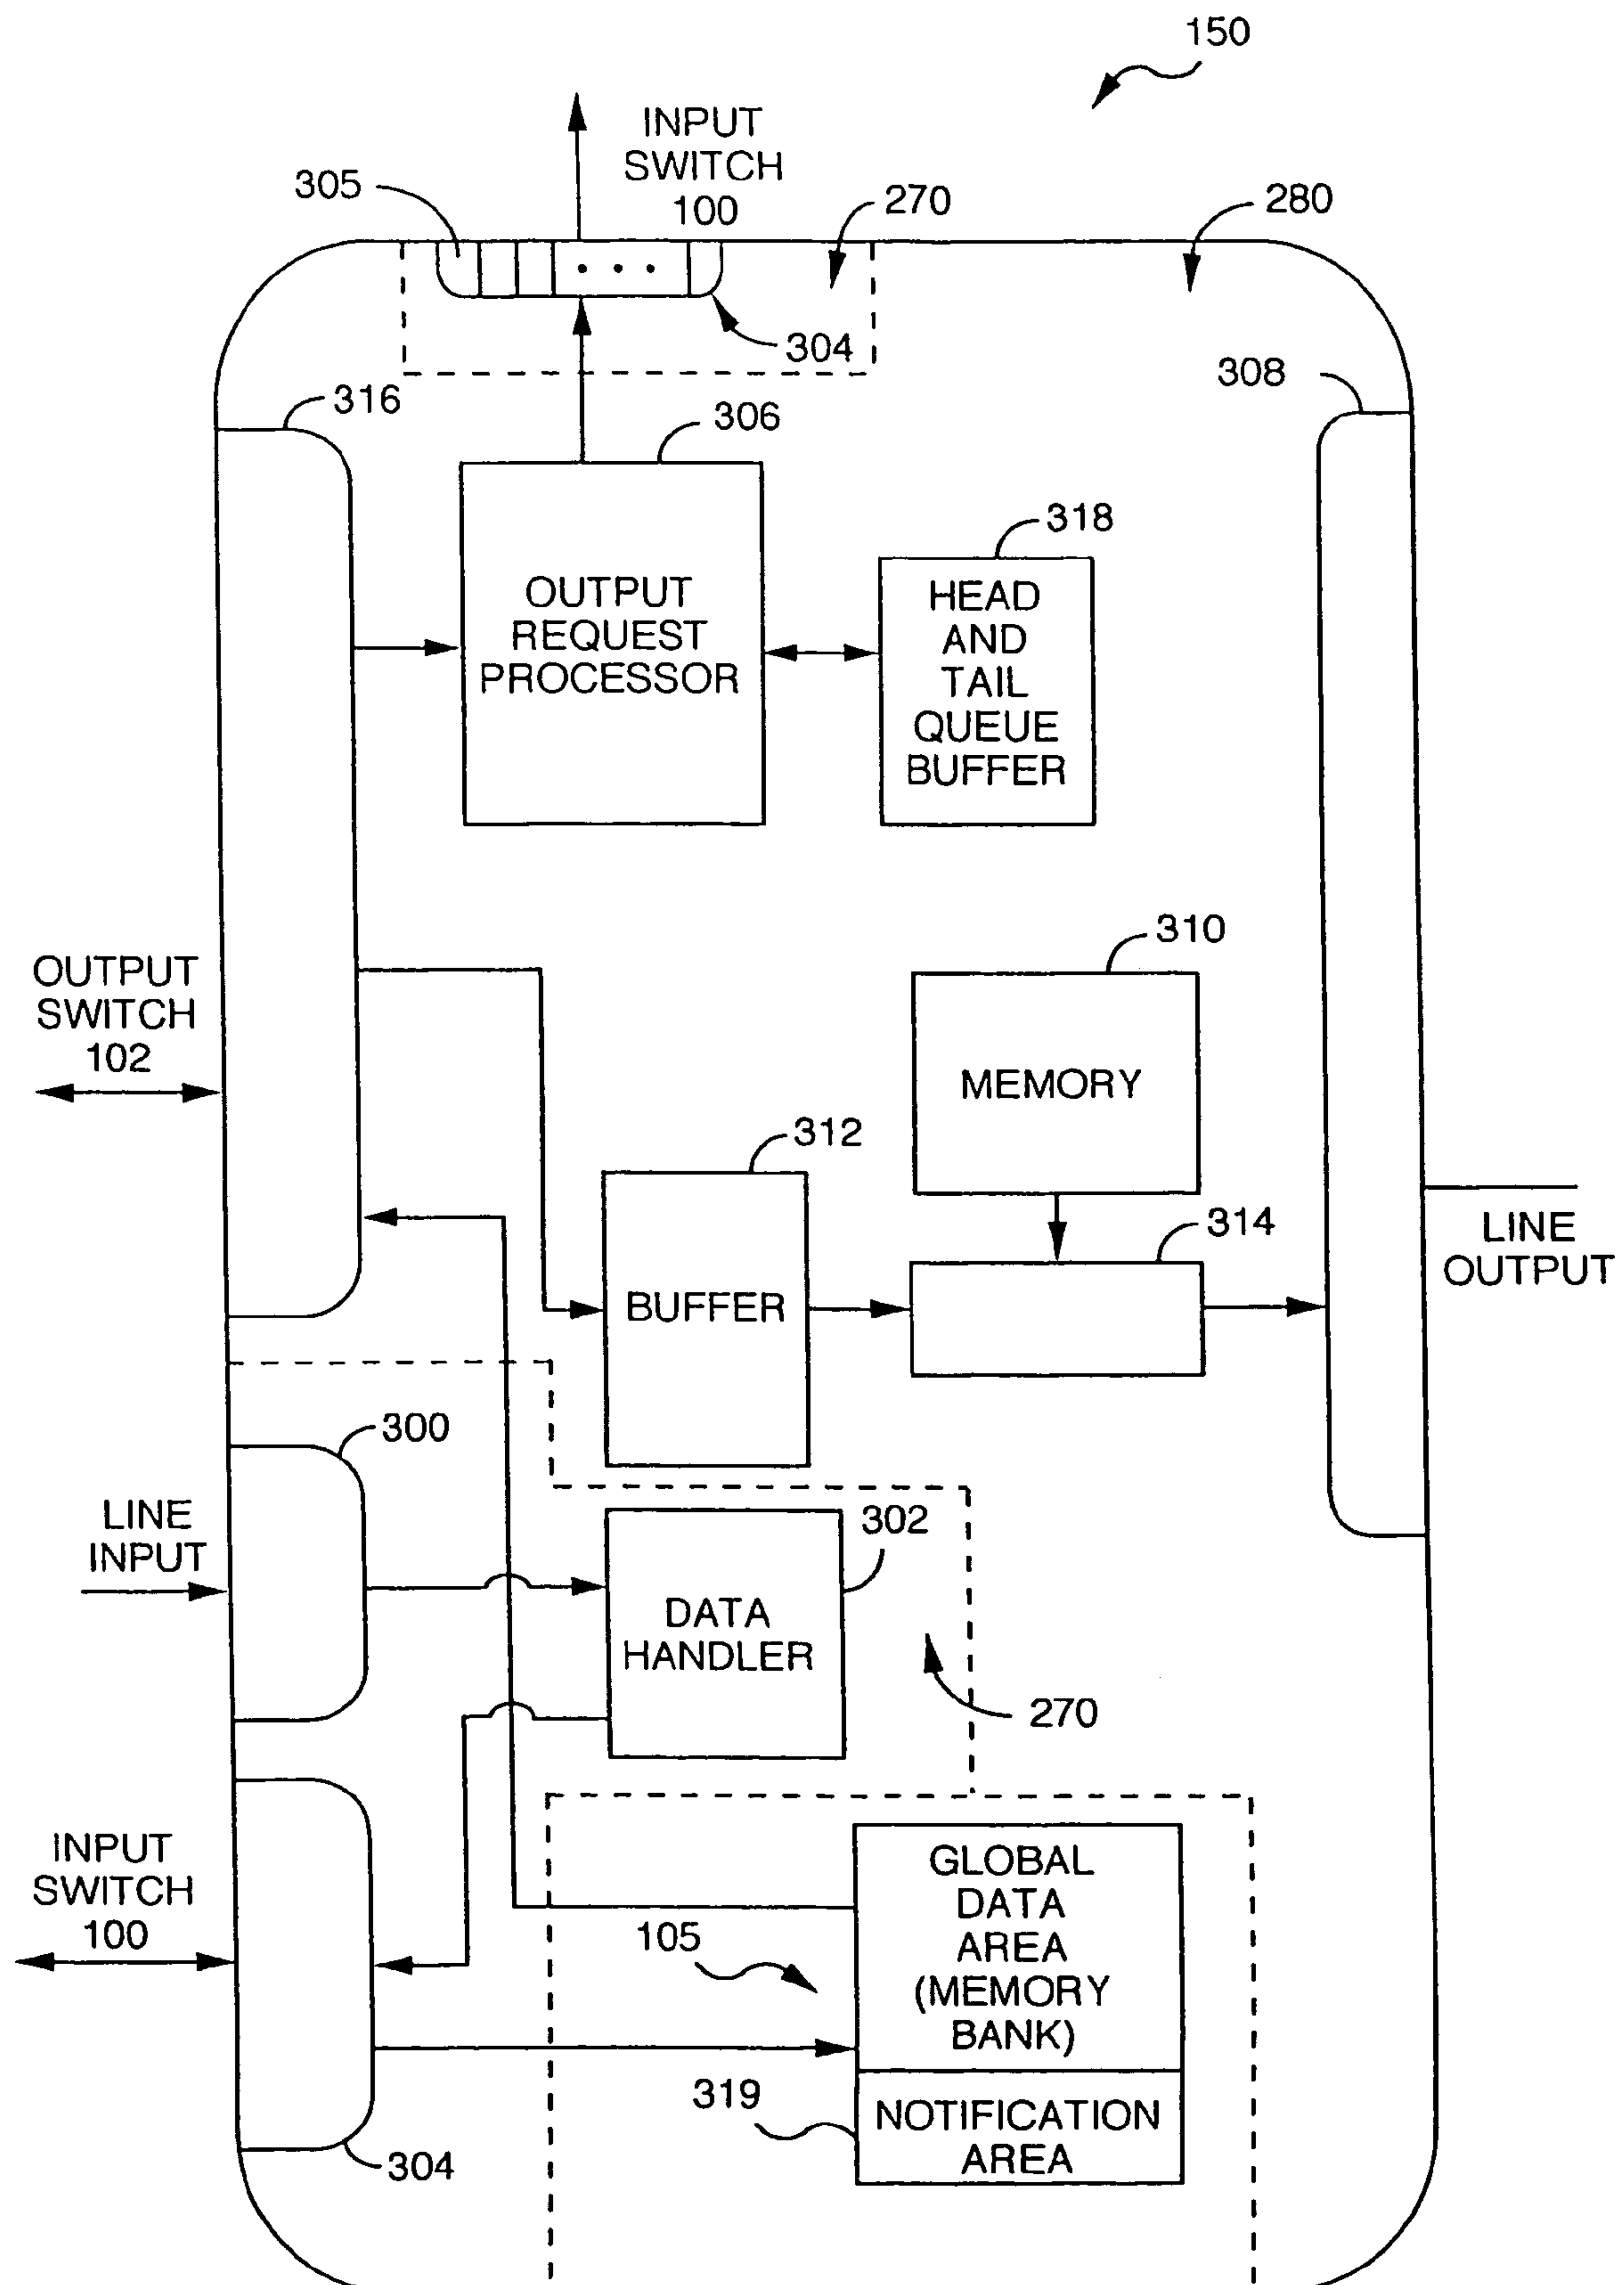 150
INPUT
SWITCH
100
305
270
280
304
308
316
306
318
OUTPUT
REQUEST
PROCESSOR
HEAD
AND
TAIL
QUEUE
BUFFER
310
OUTPUT
SWITCH
102
MEMORY
312
314
LINE
OUTPUT
BUFFER
300
LINE
INPUT
302
DATA
HANDLER
270
INPUT
SWITCH
100
105
GLOBAL
DATA
AREA
(MEMORY
BANK)
319
NOTIFICATION
AREA
304